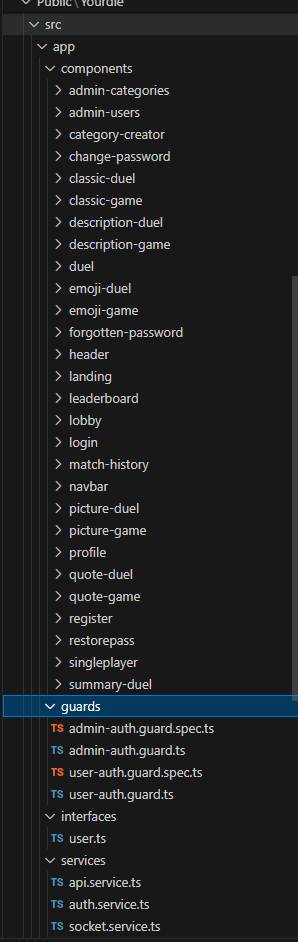 Public\Yourdle
src
app
components
admin-categories
admin-users
category-creator
change-password
classic-duel
classic-game
description-duel
description-game
duel
emoji-duel
emoji-game
forgotten-password
header
landing
leaderboard
lobby
login
match-history
navbar
picture-duel
picture-game
profile
quote-duel
quote-game
register
restorepass
singleplayer
summary-duel
guards
TS admin-auth.guard.spec.ts
TS admin-auth.guard.ts
TS user-auth.guard.spec.ts
TS user-auth.guard.ts
interfaces
TS user.ts
services
TS api.service.ts
TS auth.service.ts
TS socket.service.ts